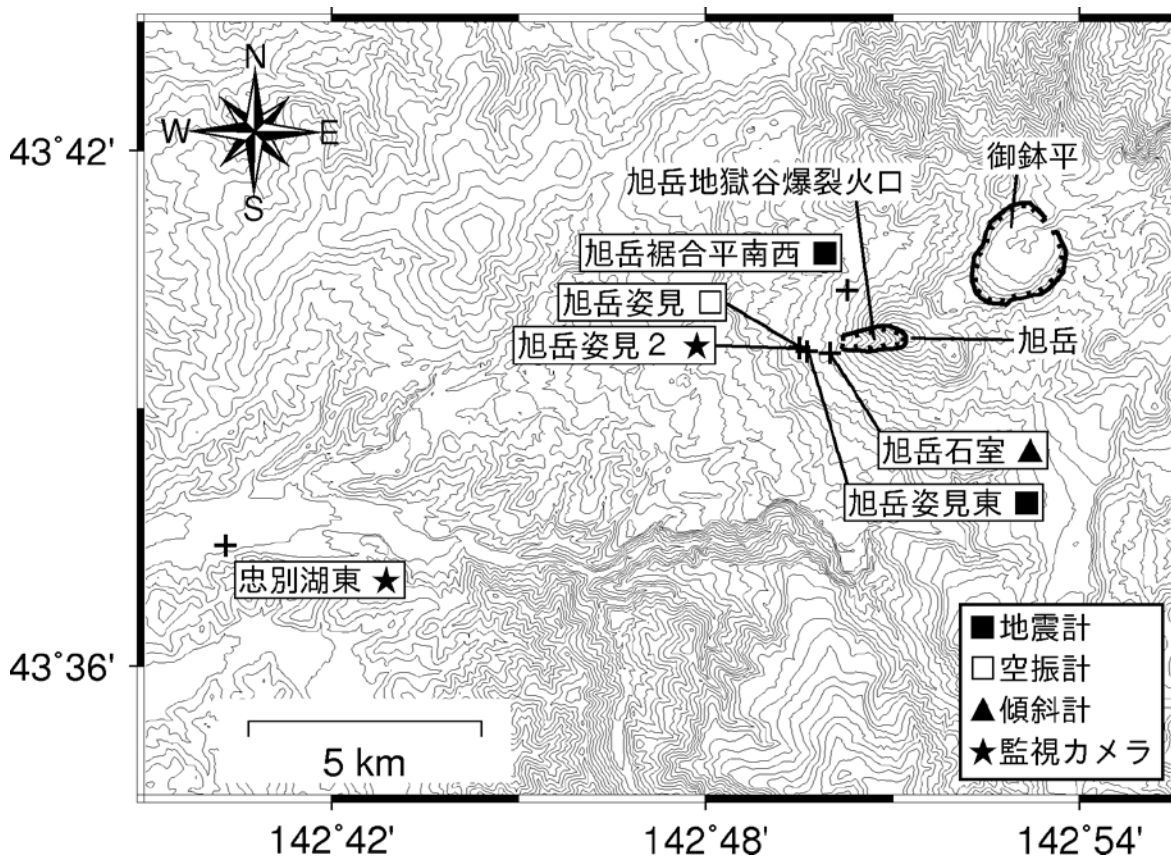 N
W
E
S
43°42'
御鉢平
旭岳地獄谷爆裂火口
旭岳裾合平南西 ■
旭岳姿見 □
旭岳姿見２ ★
旭岳
旭岳石室 ▲
旭岳姿見東 ■
忠別湖東 ★
43°36'
■地震計
□空振計
▲傾斜計
★監視カメラ
5 km
142°42'
142°48'
142°54'